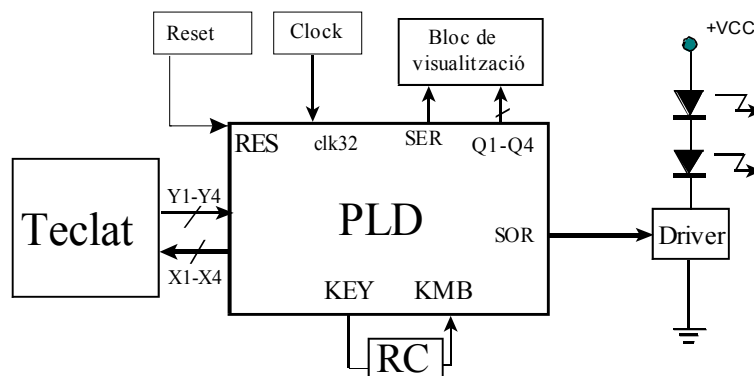 Reset
Clock
Bloc de
visualització
+VCC
RES
clk32
SER
Q1-Q4
Teclat
Y1-Y4
X1-X4
PLD
SOR
Driver
KEY
KMB
RC